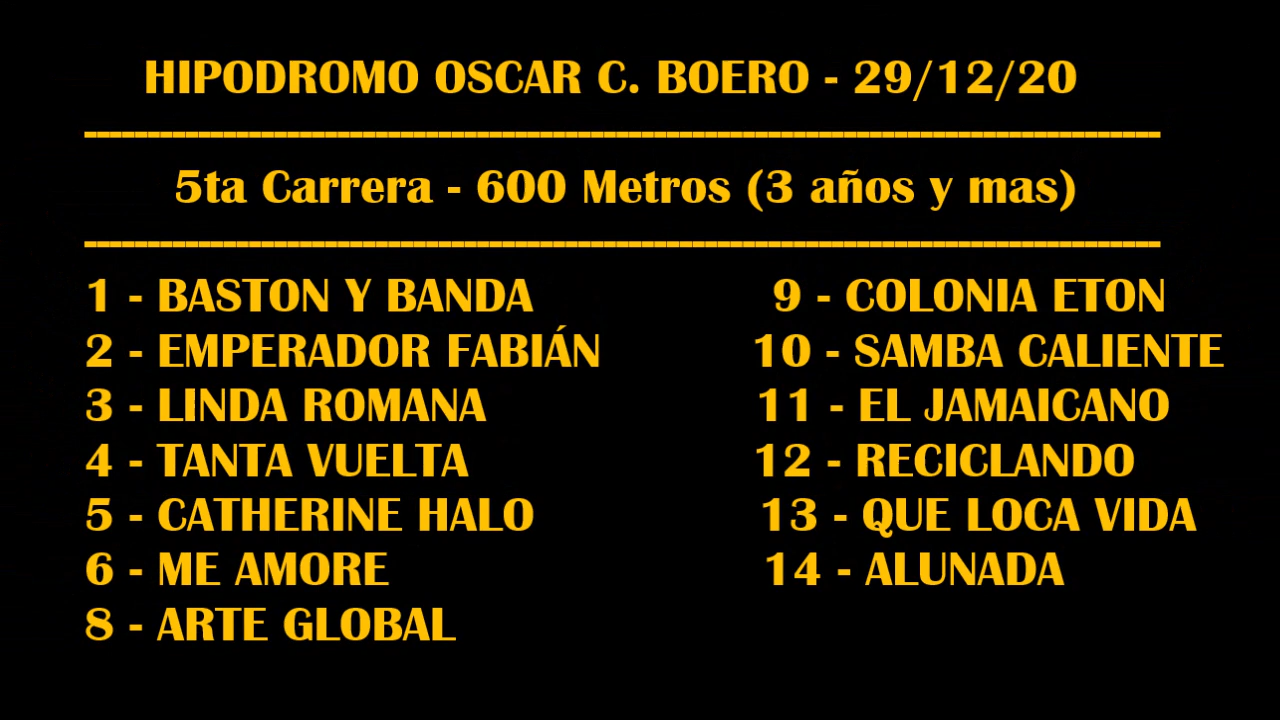 HIPODROMO OSCAR C. BOERO - 29/12/20
5ta Carrera - 600 Metros (3 años y mas)
1 - BASTON Y BANDA
2 - EMPERADOR FABIÁN
3 - LINDA ROMANA
4 - TANTA VUELTA
5 - CATHERINE HALO
6 - ME AMORE
8 - ARTE GLOBAL
9 - COLONIA ETON
10 - SAMBA CALIENTE
11 - EL JAMAICANO
12 - RECICLANDO
13 - QUE LOCA VIDA
14 - ALUNADA